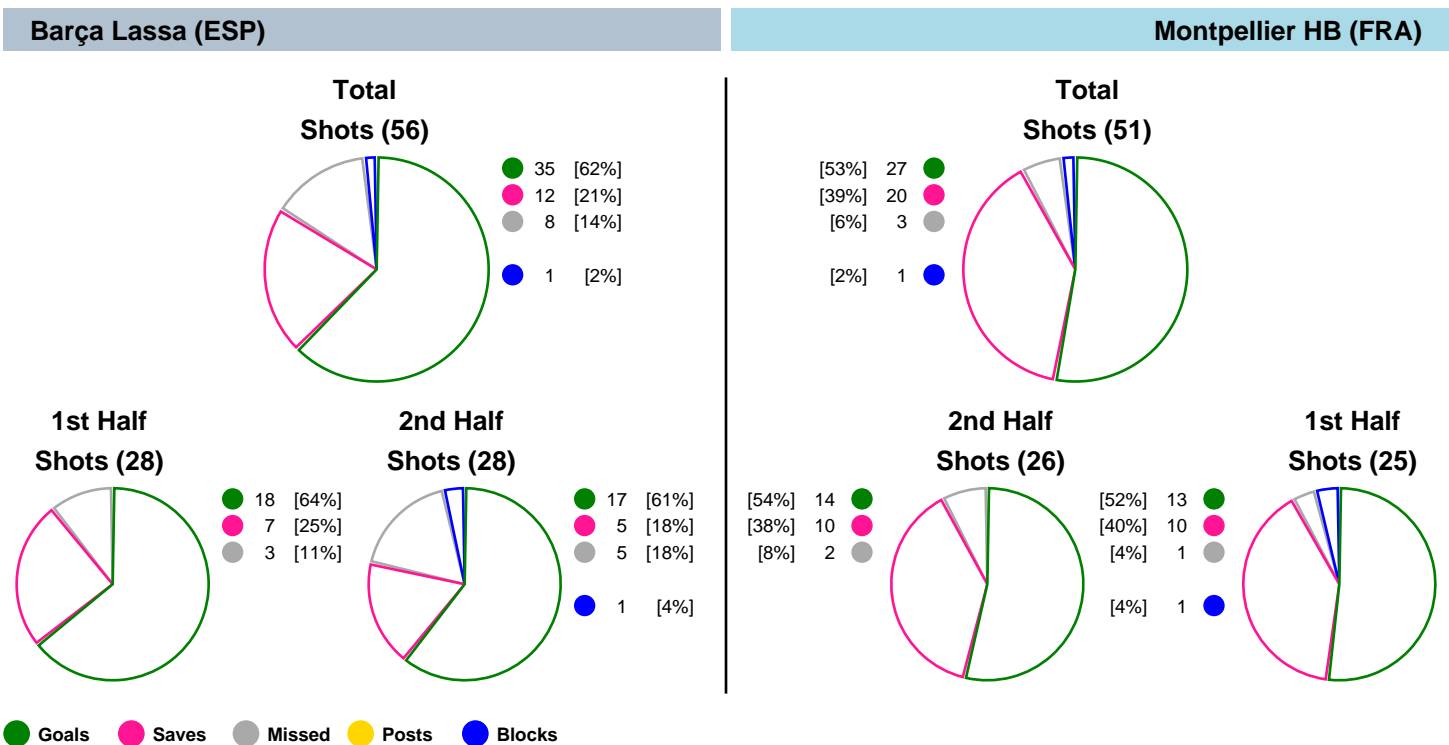 Barça Lassa (ESP)
Montpellier HB (FRA)
Total
Shots (56)
35 [62%]
12 [21%]
8 [14%]
1 [2%]
Total
Shots (51)
[53%] 27
[39%] 20
[6%] 3
[2%] 1
1st Half
Shots (28)
18 [64%]
7 [25%]
3 [11%]
2nd Half
Shots (28)
17 [61%]
5 [18%]
5 [18%]
1 [4%]
2nd Half
Shots (26)
[54%] 14
[38%] 10
[8%] 2
1st Half
Shots (25)
[52%] 13
[40%] 10
[4%] 1
[4%] 1
Goals Saves Missed Posts Blocks